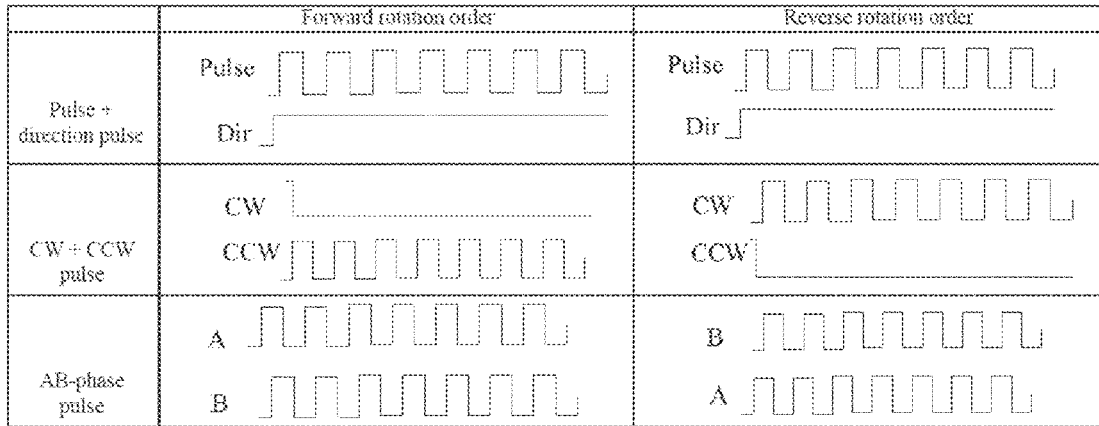 Forward rotation order
Reverse rotation order
Pulse +
direction pulse
Pulse
Dir
Pulse
Dir
CW + CCW
pulse
CW
CCW
CW
CCW
AB-phase
pulse
A
B
B
A